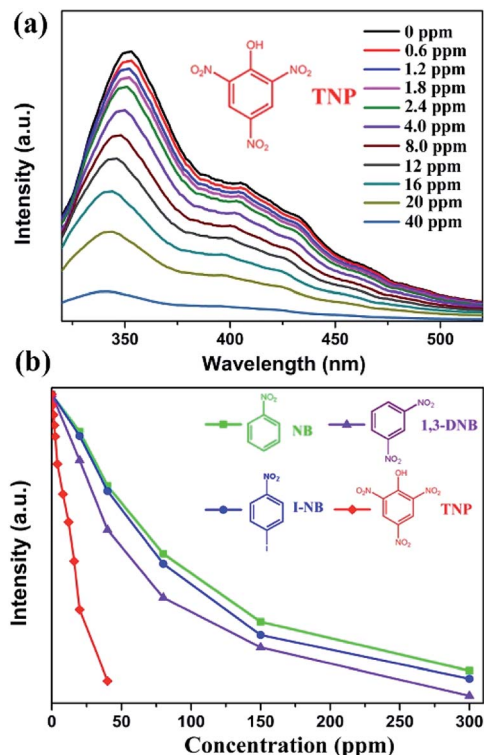 (a)
OH
NO₂
NO₂
NO₂
TNP
0 ppm
0.6 ppm
1.2 ppm
1.8 ppm
2.4 ppm
4.0 ppm
8.0 ppm
12 ppm
16 ppm
20 ppm
40 ppm
Intensity (a.u.)
350 400 450 500
Wavelength (nm)
(b)
NO₂
NB
NO₂
NO₂
1,3-DNB
NO₂
I
I-NB
OH
NO₂
NO₂
NO₂
TNP
Intensity (a.u.)
0 50 100 150 200 250 300
Concentration (ppm)